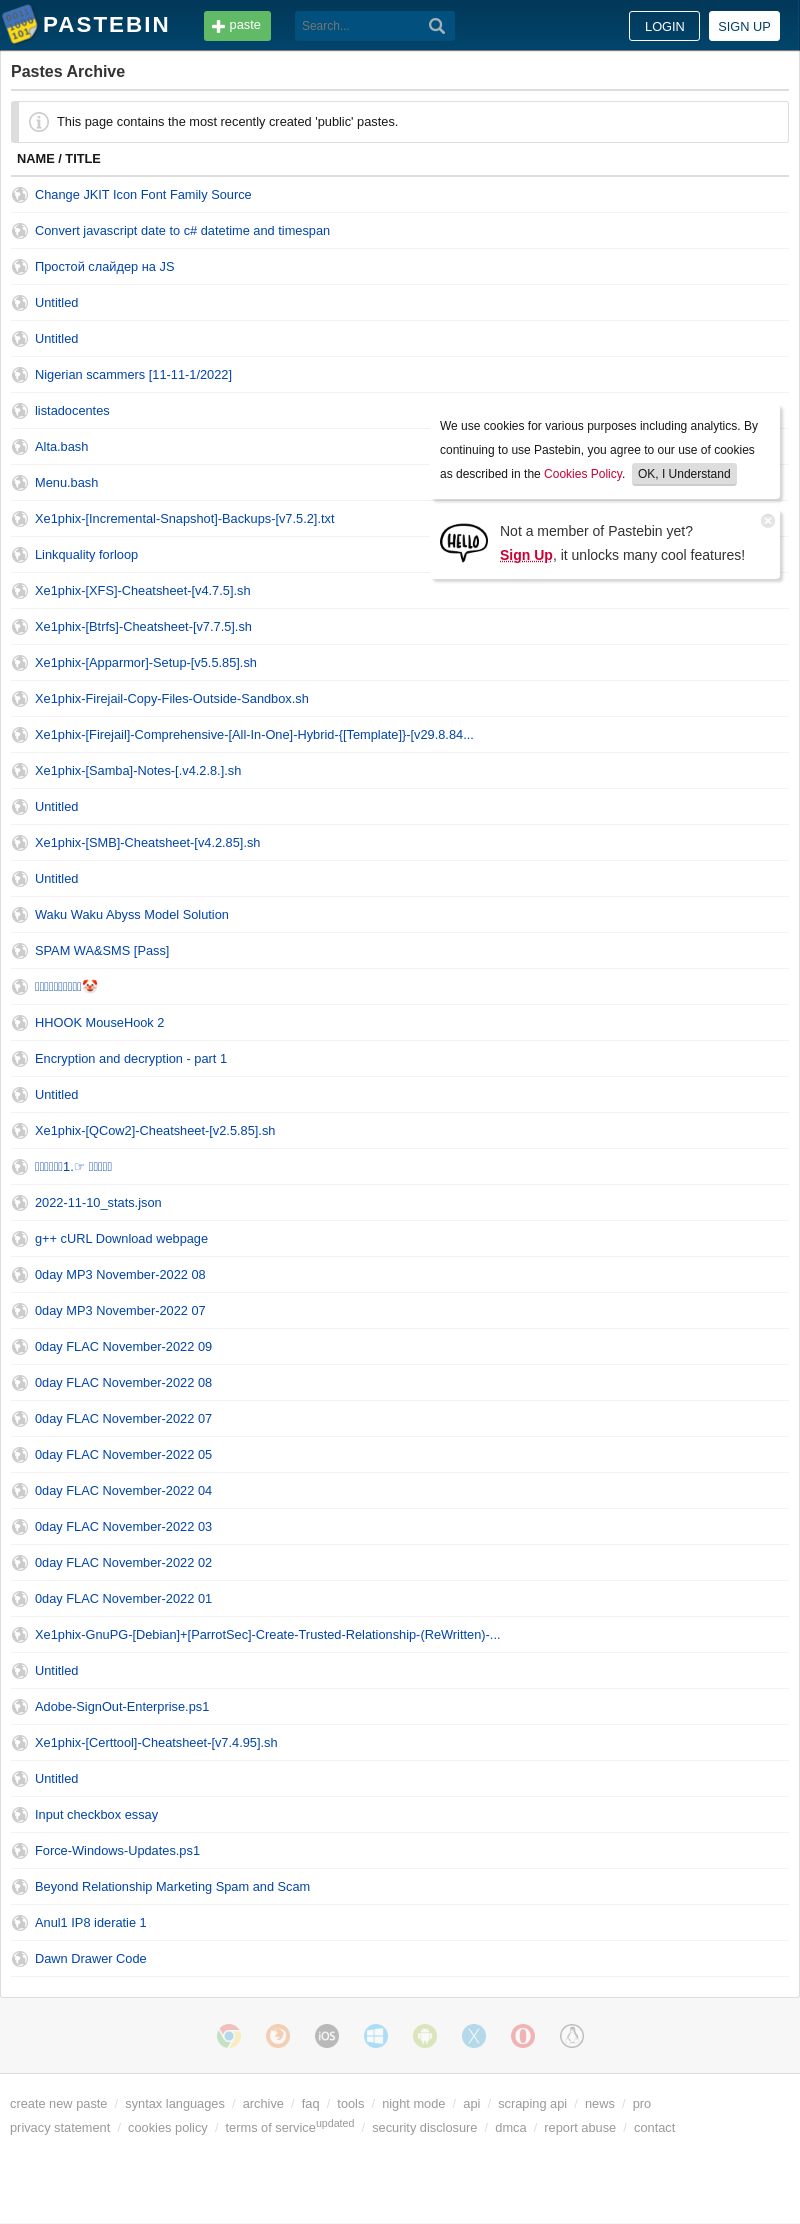 PASTEBIN
paste
Search...
LOGIN
SIGN UP
Pastes Archive
This page contains the most recently created 'public' pastes.
NAME / TITLE
Change JKIT Icon Font Family Source
Convert javascript date to c# datetime and timespan
Простой слайдер на JS
Untitled
Untitled
Nigerian scammers [11-11-1/2022]
listadocentes
Alta.bash
Menu.bash
Xe1phix-[Incremental-Snapshot]-Backups-[v7.5.2].txt
Linkquality forloop
We use cookies for various purposes including analytics. By
continuing to use Pastebin, you agree to our use of cookies
as described in the Cookies Policy. OK, I Understand
HELLO
Not a member of Pastebin yet?
Sign Up, it unlocks many cool features!
Xe1phix-[XFS]-Cheatsheet-[v4.7.5].sh
Xe1phix-[Btrfs]-Cheatsheet-[v7.7.5].sh
Xe1phix-[Apparmor]-Setup-[v5.5.85].sh
Xe1phix-Firejail-Copy-Files-Outside-Sandbox.sh
Xe1phix-[Firejail]-Comprehensive-[All-In-One]-Hybrid-{[Template]}-[v29.8.84...
Xe1phix-[Samba]-Notes-[.v4.2.8.].sh
Untitled
Xe1phix-[SMB]-Cheatsheet-[v4.2.85].sh
Untitled
Waku Waku Abyss Model Solution
SPAM WA&SMS [Pass]
🤡
HHOOK MouseHook 2
Encryption and decryption - part 1
Untitled
Xe1phix-[QCow2]-Cheatsheet-[v2.5.85].sh
1.☞
2022-11-10_stats.json
g++ cURL Download webpage
0day MP3 November-2022 08
0day MP3 November-2022 07
0day FLAC November-2022 09
0day FLAC November-2022 08
0day FLAC November-2022 07
0day FLAC November-2022 05
0day FLAC November-2022 04
0day FLAC November-2022 03
0day FLAC November-2022 02
0day FLAC November-2022 01
Xe1phix-GnuPG-[Debian]+[ParrotSec]-Create-Trusted-Relationship-(ReWritten)-...
Untitled
Adobe-SignOut-Enterprise.ps1
Xe1phix-[Certtool]-Cheatsheet-[v7.4.95].sh
Untitled
Input checkbox essay
Force-Windows-Updates.ps1
Beyond Relationship Marketing Spam and Scam
Anul1 IP8 ideratie 1
Dawn Drawer Code
iOS
create new paste / syntax languages / archive / faq / tools / night mode / api / scraping api / news / pro
privacy statement / cookies policy / terms of serviceupdated / security disclosure / dmca / report abuse / contact